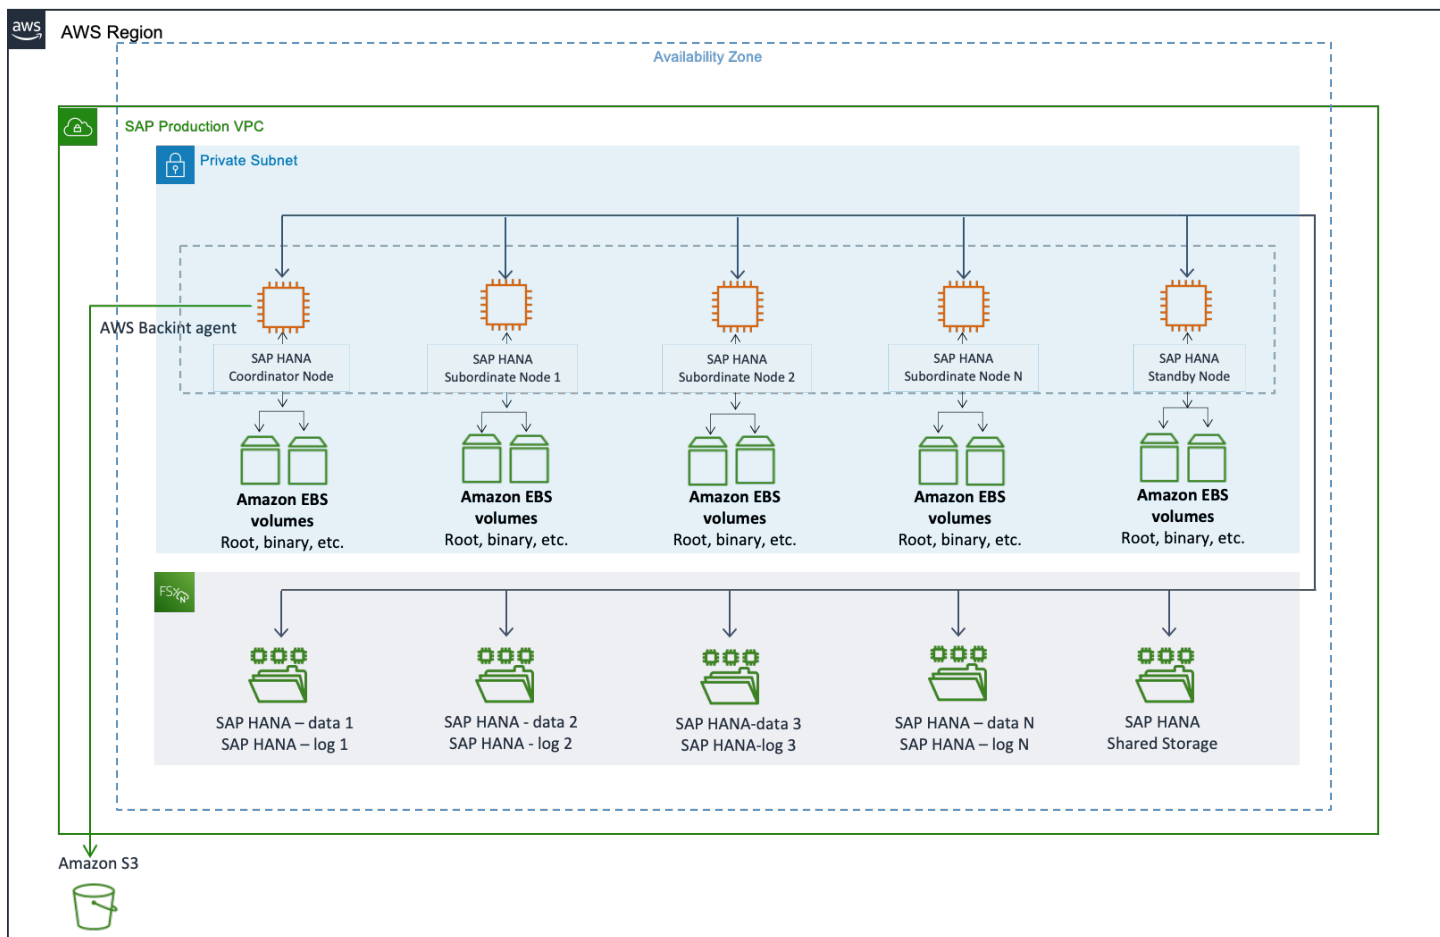 aws
AWS Region
Availability Zone
SAP Production VPC
Private Subnet
AWS Backint agent
SAP HANA
Coordinator Node
SAP HANA
Subordinate Node 1
SAP HANA
Subordinate Node 2
SAP HANA
Subordinate Node N
SAP HANA
Standby Node
Amazon EBS
volumes
Root, binary, etc.
Amazon EBS
volumes
Root, binary, etc.
Amazon EBS
volumes
Root, binary, etc.
Amazon EBS
volumes
Root, binary, etc.
Amazon EBS
volumes
Root, binary, etc.
FSx
N
SAP HANA – data 1
SAP HANA – log 1
SAP HANA - data 2
SAP HANA - log 2
SAP HANA-data 3
SAP HANA-log 3
SAP HANA – data N
SAP HANA – log N
SAP HANA
Shared Storage
Amazon S3